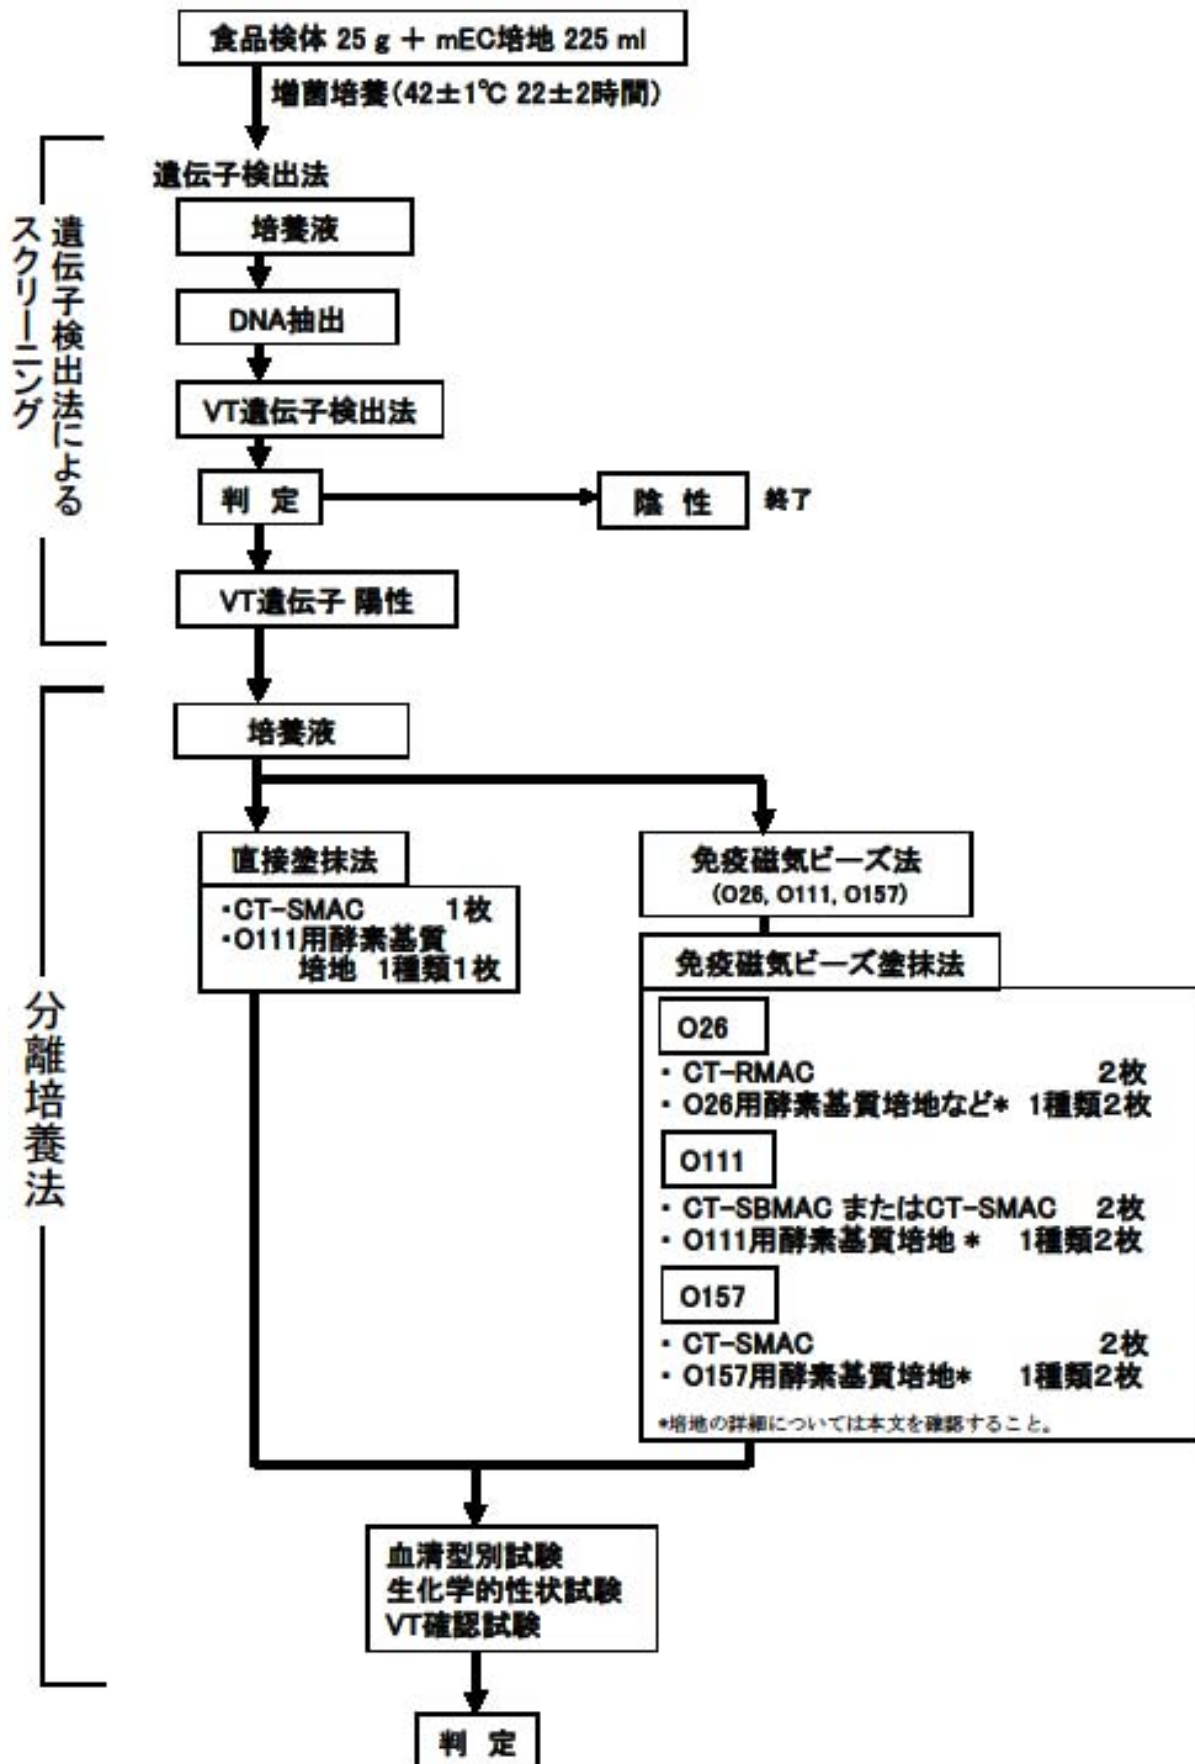 食品検体 25 g + mEC培地 225 ml
増菌培養(42±1℃ 22±2時間)
遺伝子検出法による
スクリーニング
遺伝子検出法
培養液
DNA抽出
VT遺伝子検出法
判 定
陰 性 終了
VT遺伝子 陽性
分離培養法
培養液
直接塗抹法
・CT-SMAC 1枚
・O111用酵素基質
培地 1種類1枚
免疫磁気ビーズ法
(O26, O111, O157)
免疫磁気ビーズ塗抹法
O26
・ CT-RMAC 2枚
・ O26用酵素基質培地など* 1種類2枚
O111
・ CT-SBMAC またはCT-SMAC 2枚
・ O111用酵素基質培地 * 1種類2枚
O157
・ CT-SMAC 2枚
・ O157用酵素基質培地* 1種類2枚
*培地の詳細については本文を確認すること。
血清型別試験
生化学的性状試験
VT確認試験
判 定